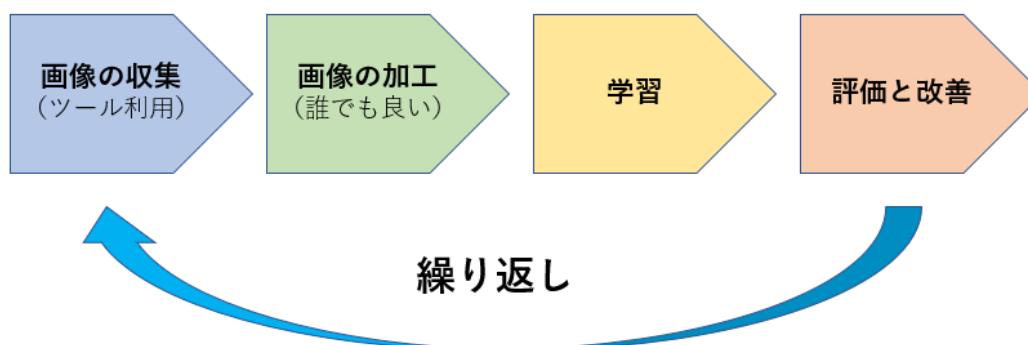 画像の収集
(ツール利用)
画像の加工
(誰でも良い)
学習
評価と改善
繰り返し